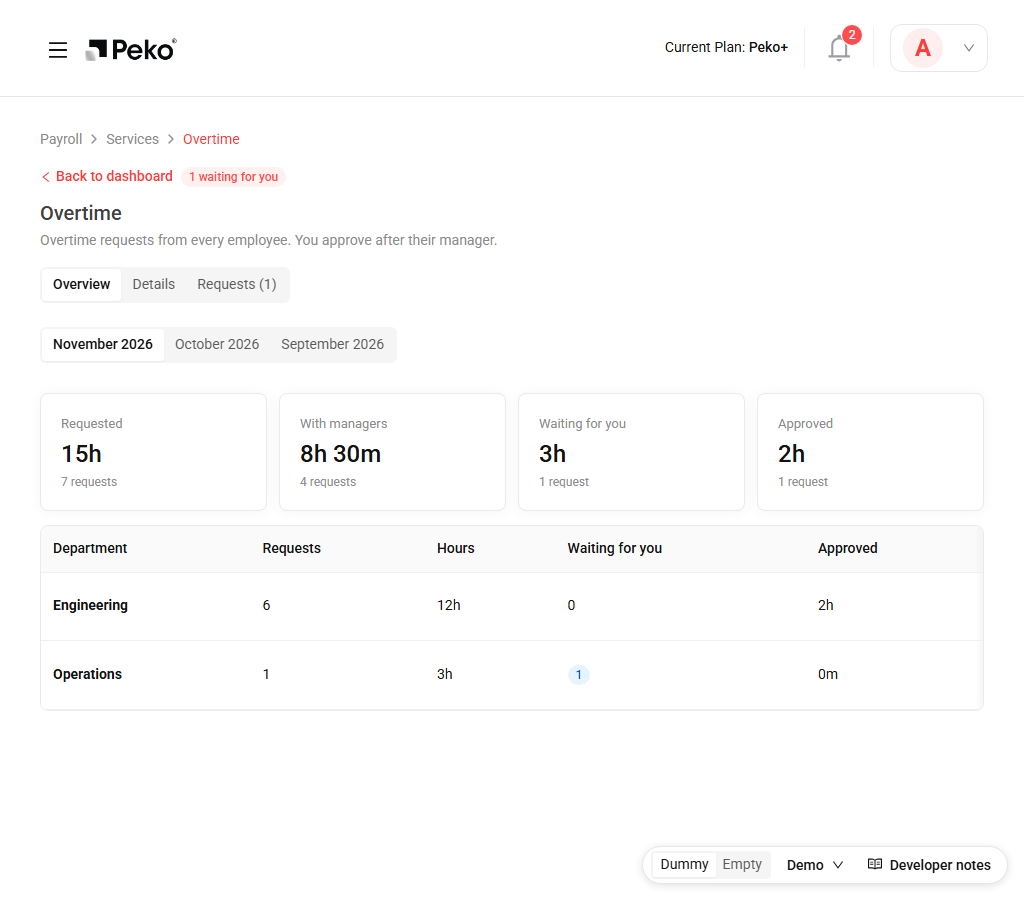 Peko®
Current Plan: Peko+
2
A
Payroll > Services > Overtime
< Back to dashboard 1 waiting for you
Overtime
Overtime requests from every employee. You approve after their manager.
Overview Details Requests (1)
November 2026 October 2026 September 2026
Requested With managers Waiting for you Approved
15h 8h 30m 3h 2h
7 requests 4 requests 1 request 1 request
Department Requests Hours Waiting for you Approved
Engineering 6 12h 0 2h
Operations 1 3h 1 0m
Dummy Empty Demo Developer notes